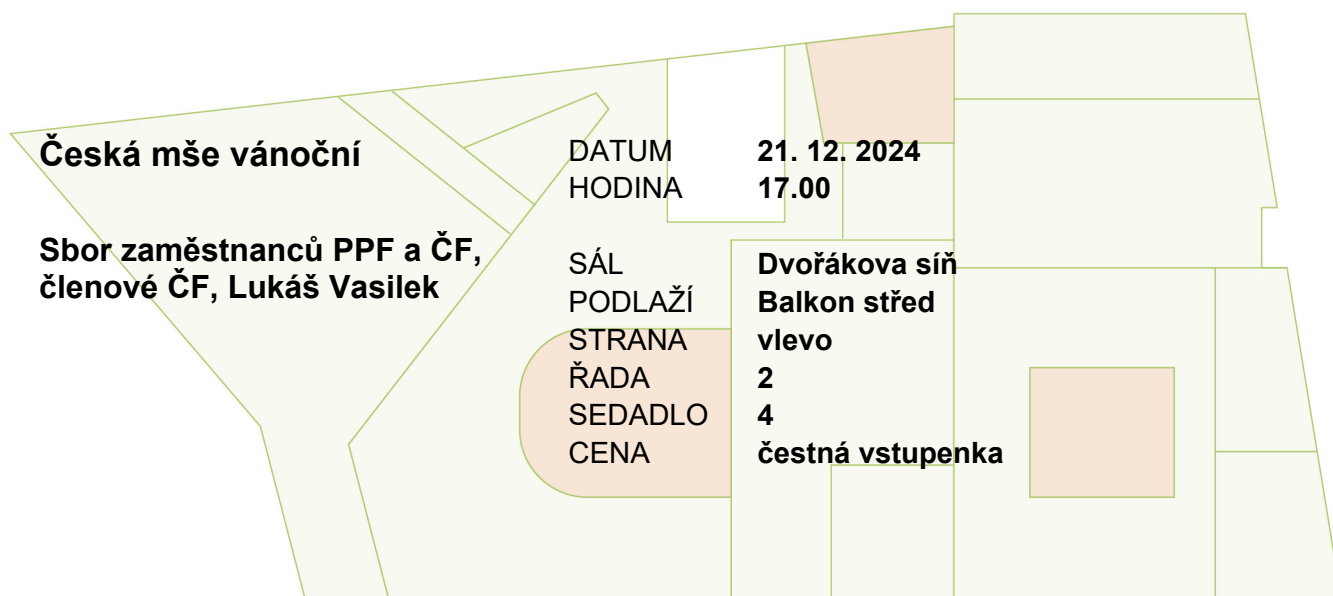 Česká mše vánoční
Sbor zaměstnanců PPF a ČF,
členové ČF, Lukáš Vasilek
DATUM 21. 12. 2024
HODINA 17.00
SÁL Dvořákova síň
PODLAŽÍ Balkon střed
STRANA vlevo
ŘADA 2
SEDADLO 4
CENA čestná vstupenka